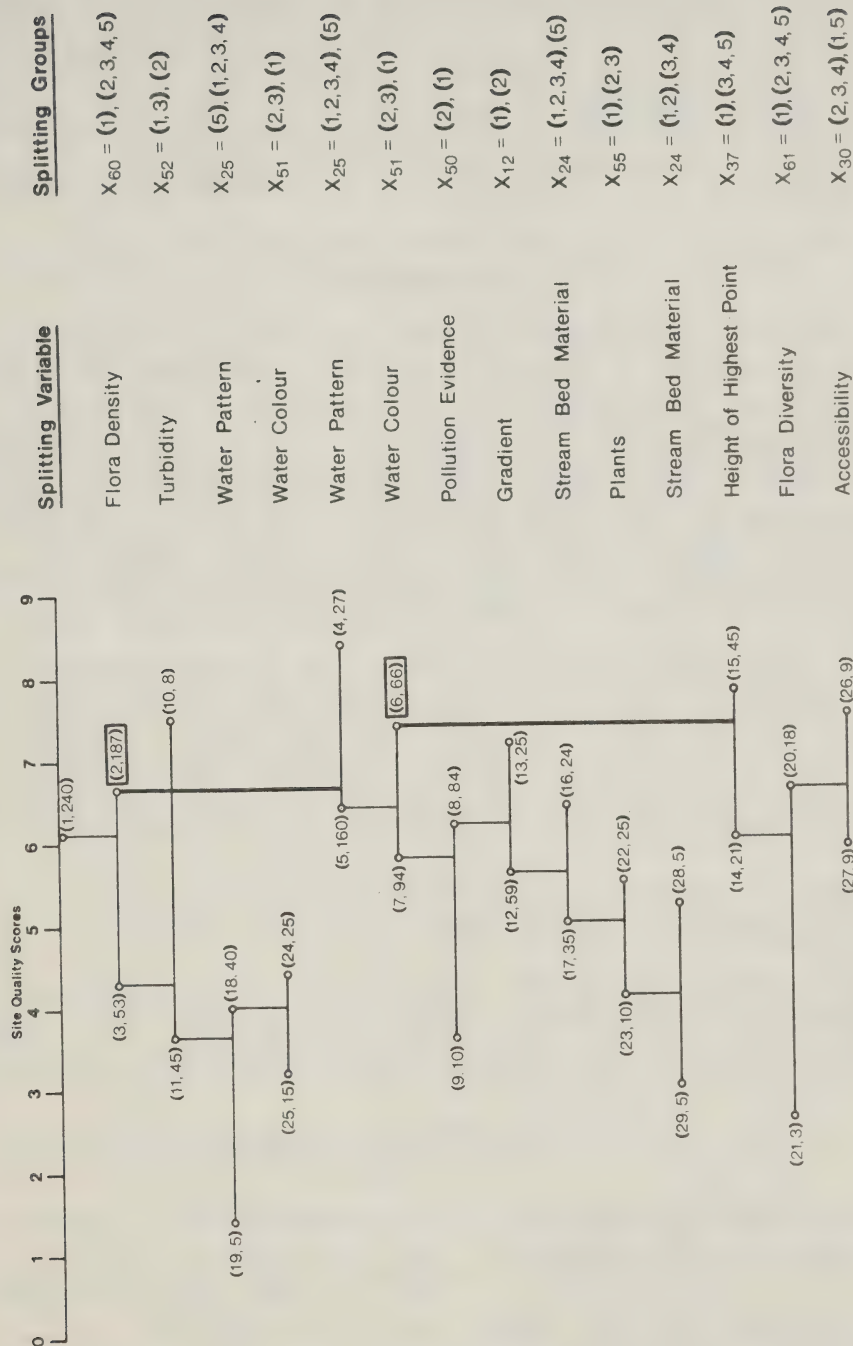 Site Quality Scores
0 1 2 3 4 5 6 7 8 9
Splitting Variable
Splitting Groups
(1, 240)
(3, 53)
(2, 187)
Flora Density
X60 = (1), (2, 3, 4, 5)
(11, 45)
(10, 8)
Turbidity
X52 = (1, 3), (2)
(19, 5)
(18. 40)
Water Pattern
X25 = (5), (1, 2, 3, 4)
(25, 15)
(24, 25)
Water Colour
X51 = (2, 3), (1)
(5, 160)
(4, 27)
Water Pattern
X25 = (1, 2, 3, 4), (5)
(7, 94)
(6, 66)
Water Colour
X51 = (2, 3), (1)
(9. 10)
(8, 84)
Pollution Evidence
X50 = (2), (1)
(12, 59)
(13, 25)
Gradient
X12 = (1), (2)
(17, 35)
(16, 24)
Stream Bed Material
X24 = (1, 2, 3, 4), (5)
(23, 10)
(22, 25)
Plants
X55 = (1), (2, 3)
(29, 5)
(28, 5)
Stream Bed Material
X24 = (1, 2), (3, 4)
(14, 21)
(15, 45)
Height of Highest Point
X37 = (1), (3, 4, 5)
(21, 3)
(20, 18)
Flora Diversity
X61 = (1), (2, 3, 4, 5)
(27, 9)
(26, 9)
Accessibility
X30 = (2, 3, 4), (1, 5)